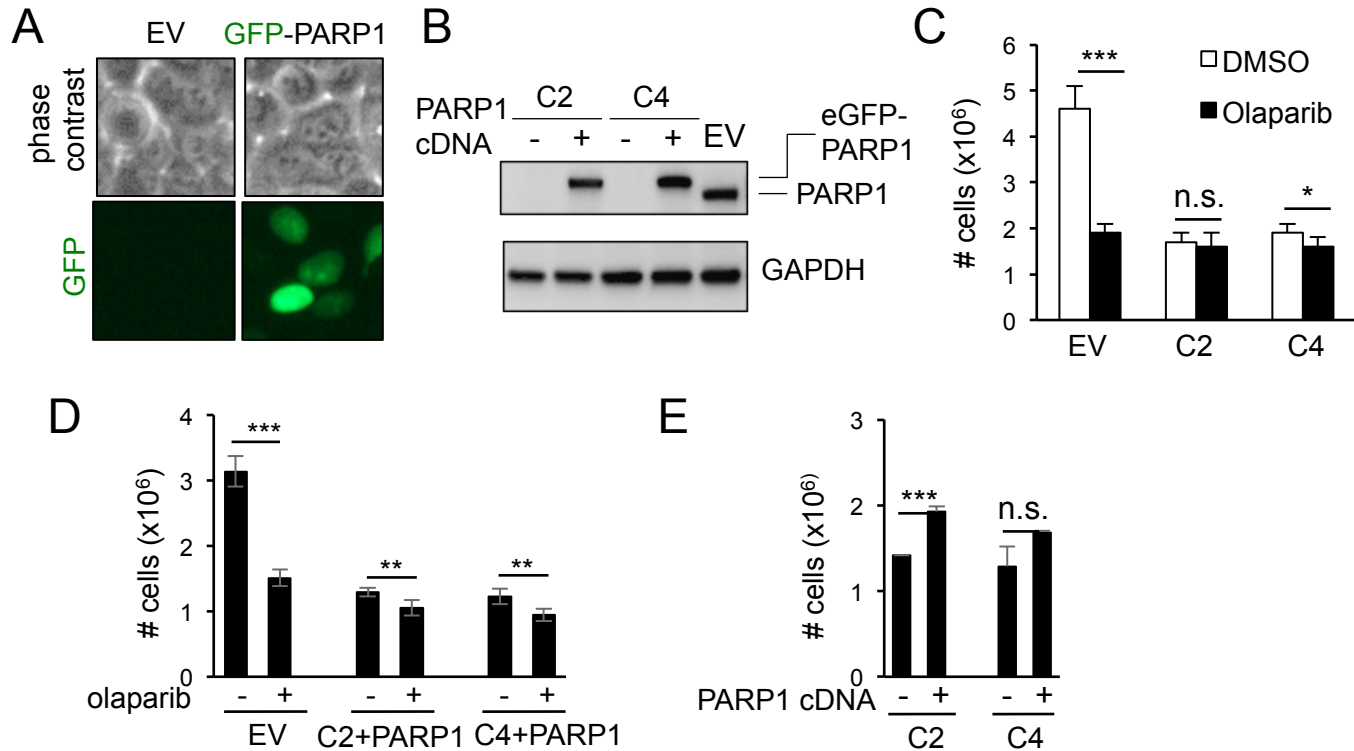 A
EV GFP-PARP1
phase
contrast
GFP
B
C2 C4
PARP1
cDNA - + - + EV
eGFP-
PARP1
PARP1
GAPDH
C
# cells (x10⁶)
6
5
4
3
2
1
0
***
n.s.
*
DMSO
Olaparib
EV C2 C4
D
# cells (x10⁶)
4
3
2
1
0
***
**
**
olaparib - + - + - +
EV C2+PARP1 C4+PARP1
E
# cells (x10⁶)
3
2
1
0
***
n.s.
PARP1 cDNA - + - +
C2 C4